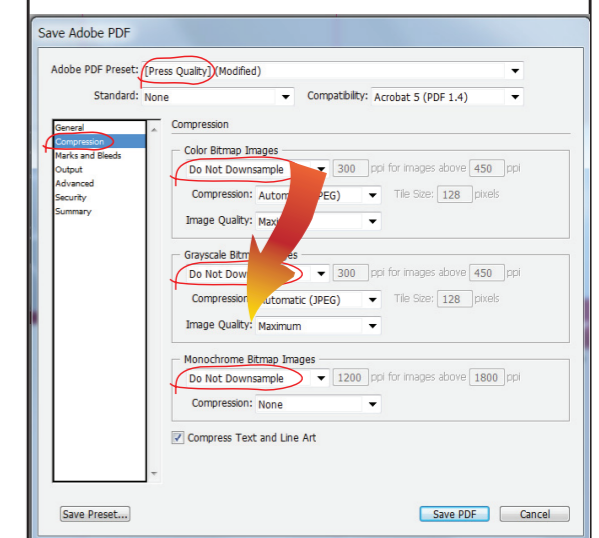 Save Adobe PDF
Adobe PDF Preset: [Press Quality] (Modified)
Standard: None Compatibility: Acrobat 5 (PDF 1.4)
General
Compression
Marks and Bleeds
Output
Advanced
Security
Summary
Compression
Color Bitmap Images
Do Not Downsample 300 ppi for images above 450 ppi
Compression: (JPEG) Tile Size: 128 pixels
Image Quality:
Grayscale
Do Not 300 ppi for images above 450 ppi
Compression: Automatic (JPEG) Tile Size: 128 pixels
Image Quality: Maximum
Monochrome Bitmap Images
Do Not Downsample 1200 ppi for images above 1800 ppi
Compression: None
Compress Text and Line Art
Save Preset... Save PDF Cancel